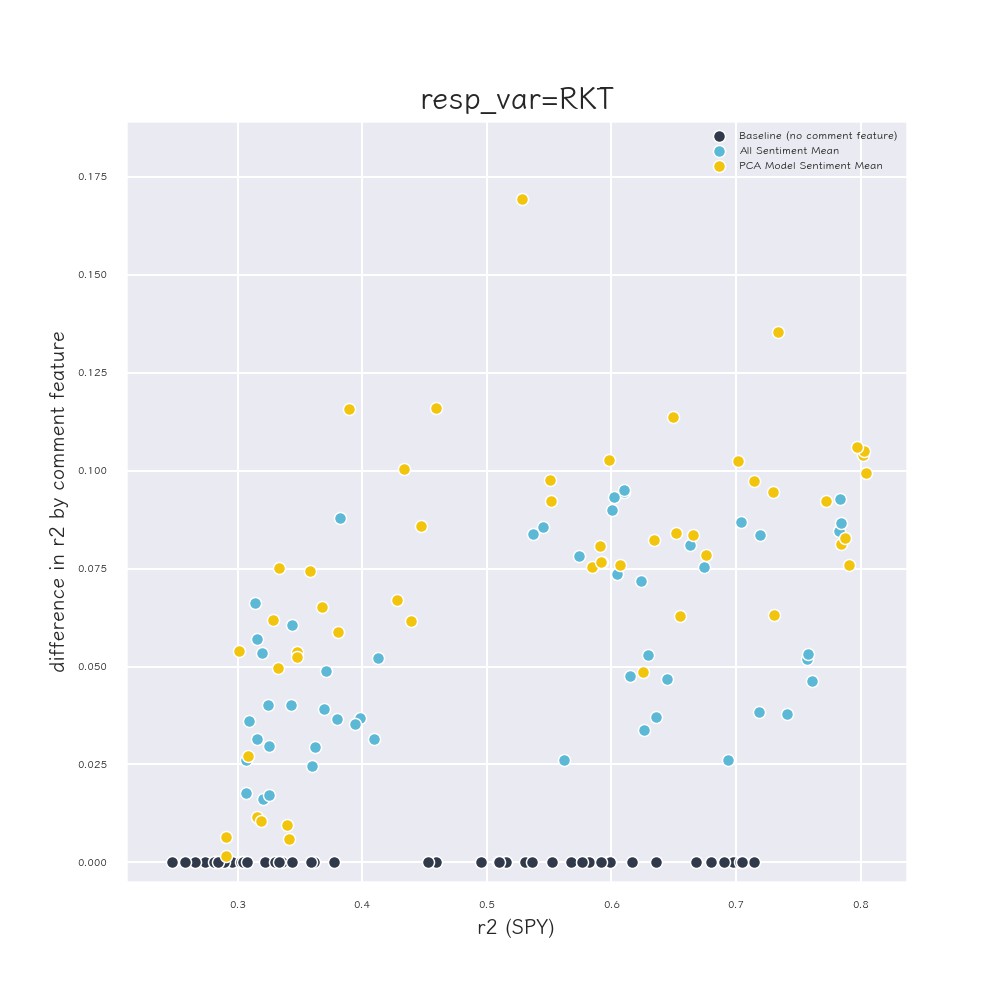 resp_var=RKT
Baseline (no comment feature)
All Sentiment Mean
PCA Model Sentiment Mean
difference in r2 by comment feature
0.175
0.150
0.125
0.100
0.075
0.050
0.025
0.000
0.3 0.4 0.5 0.6 0.7 0.8
r2 (SPY)